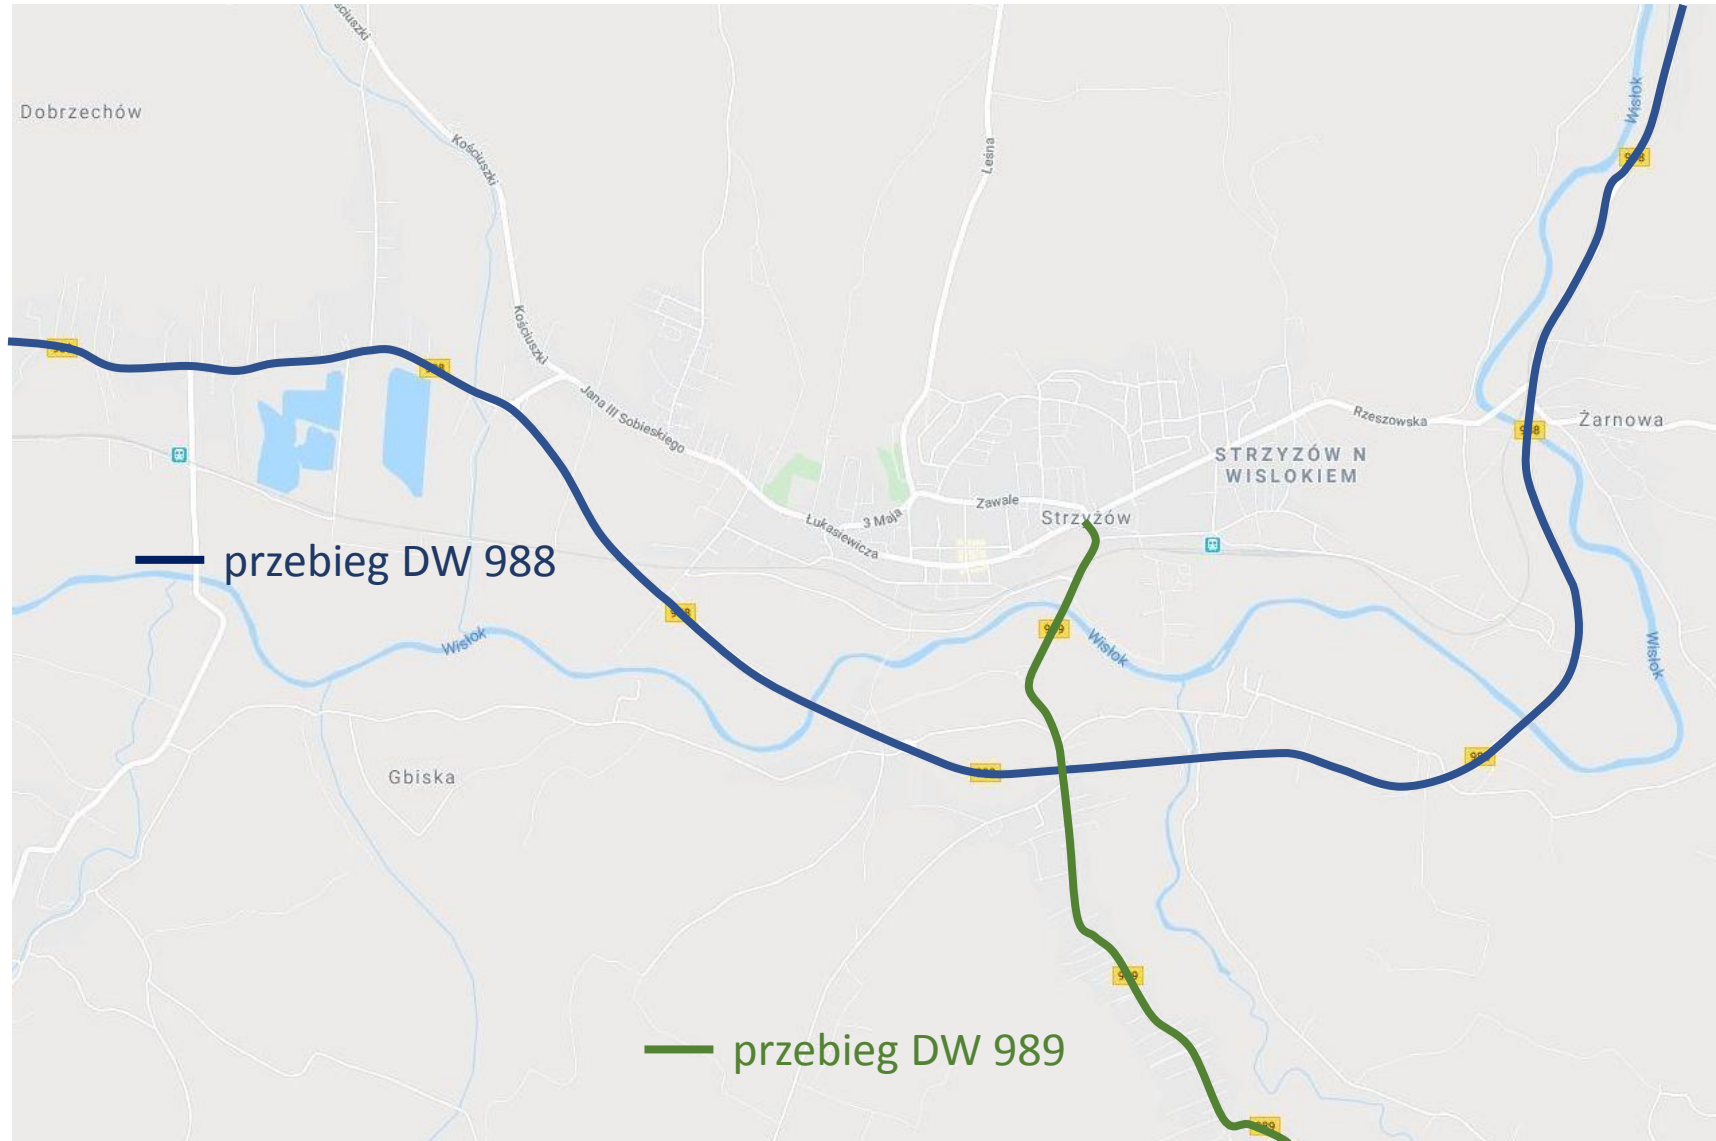 ściuszki
Dobrzechów
Wisłok
Kościuszki
Leśna
Kościuszki
Jana III Sobieskiego
Rzeszowska
Żarnowa
STRZYŻÓW N
WISLOKIEM
Zawale
3 Maja
Strzyżów
Łukasiewicza
przebieg DW 988
Wisłok
Wisłok
Wisłok
Gbiska
przebieg DW 989